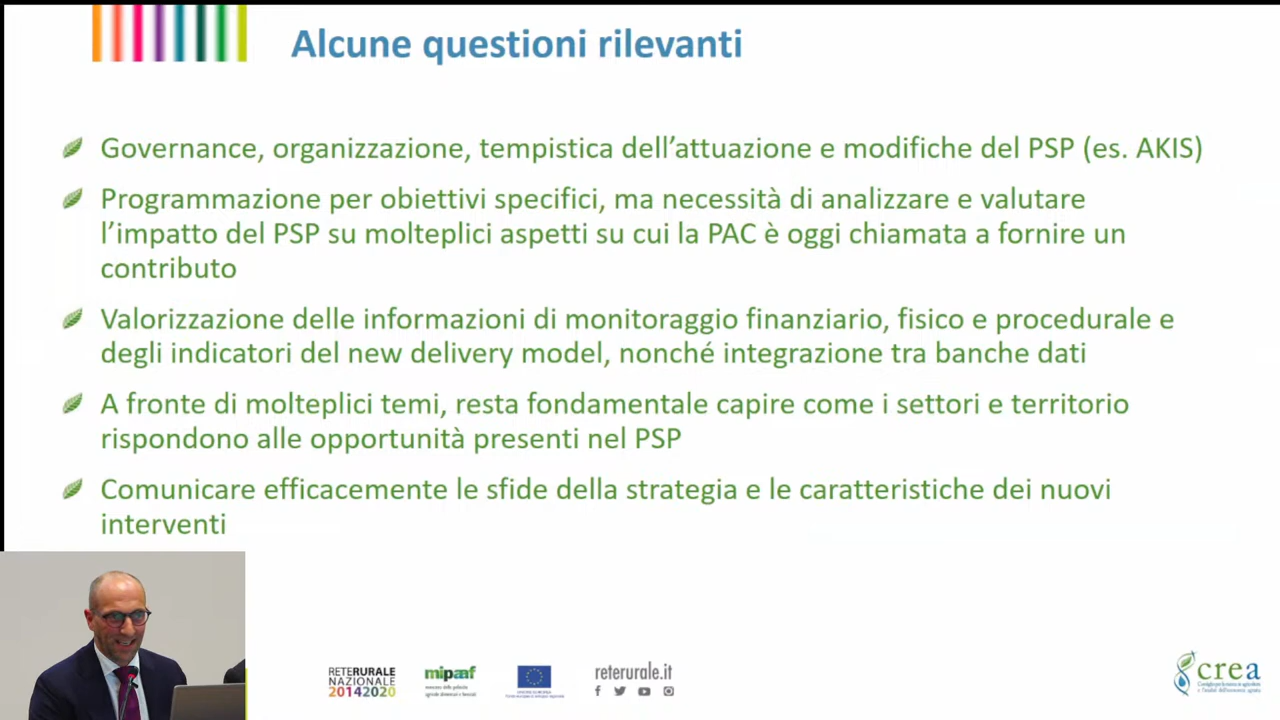 Alcune questioni rilevanti
Governance, organizzazione, tempistica dell’attuazione e modifiche del PSP (es. AKIS)
Programmazione per obiettivi specifici, ma necessità di analizzare e valutare
l’impatto del PSP su molteplici aspetti su cui la PAC è oggi chiamata a fornire un
contributo
Valorizzazione delle informazioni di monitoraggio finanziario, fisico e procedurale e
degli indicatori del new delivery model, nonché integrazione tra banche dati
A fronte di molteplici temi, resta fondamentale capire come i settori e territorio
rispondono alle opportunità presenti nel PSP
Comunicare efficacemente le sfide della strategia e le caratteristiche dei nuovi
interventi
RETERURALE
NAZIONALE
20142020
mipaaf
reterurale.it
crea